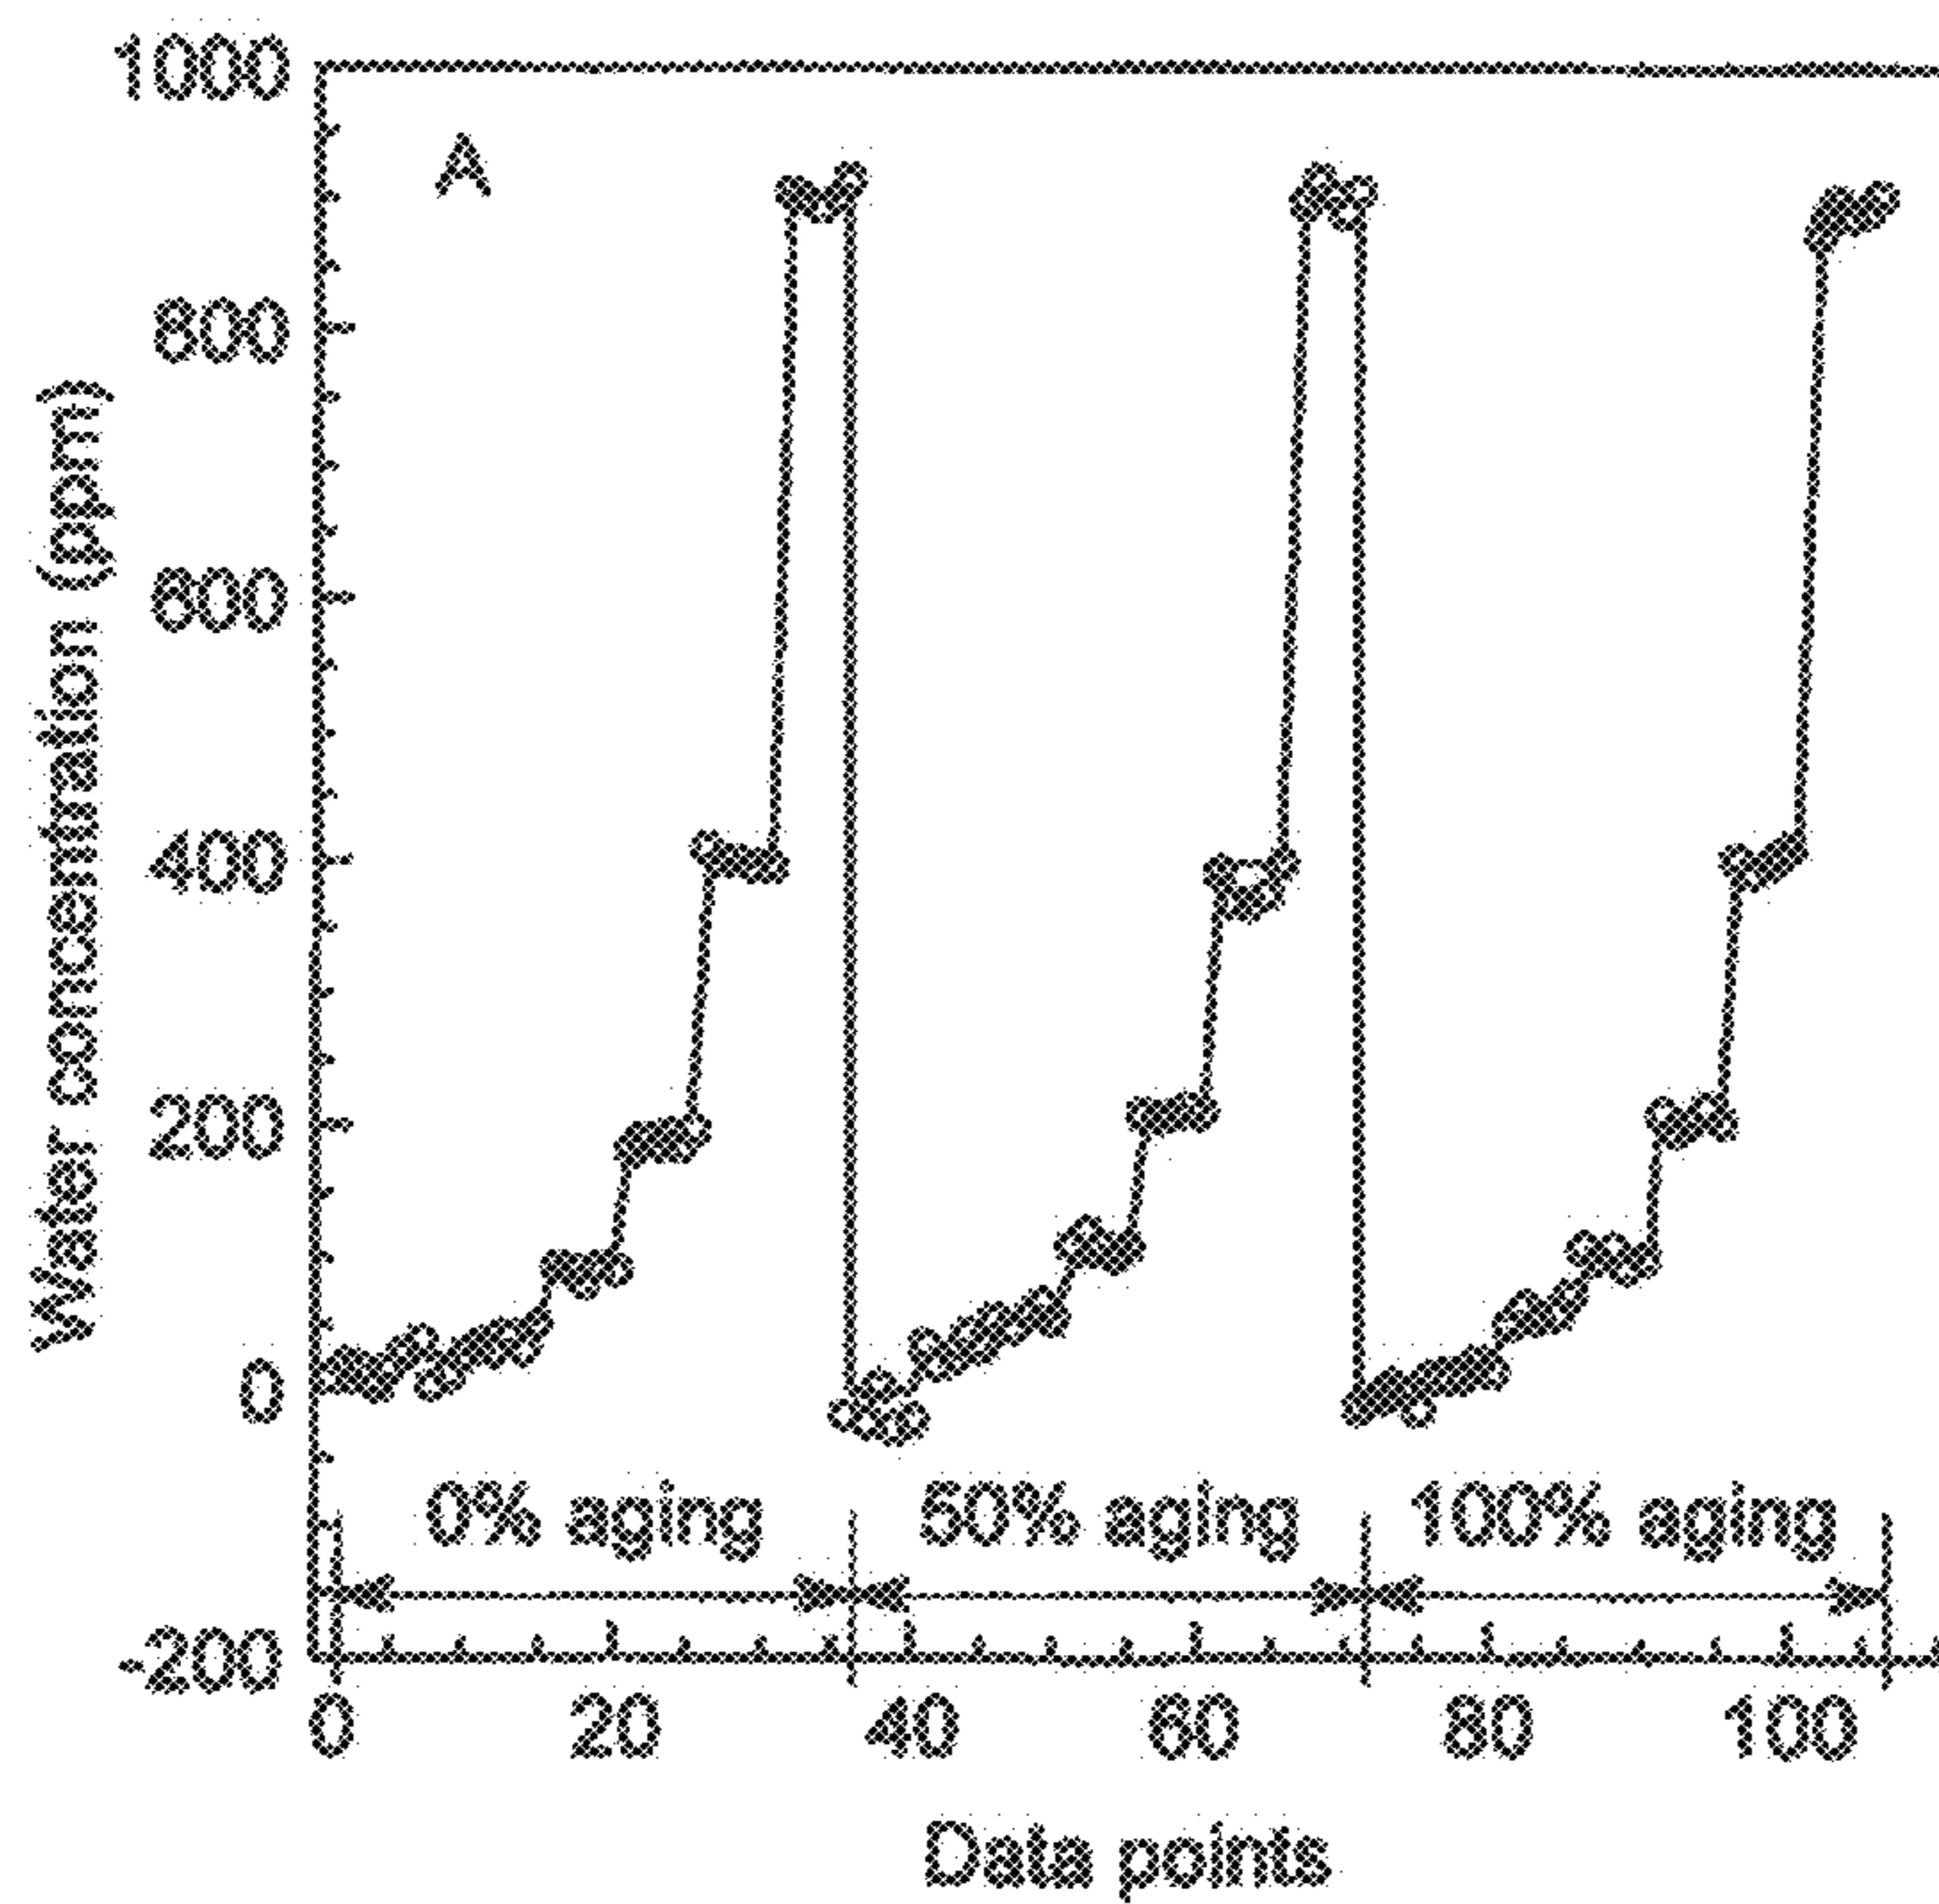 1000
A
800
600
400
200
0
-200
Water concentration (ppm)
0% aging 50% aging 100% aging
0 20 40 60 80 100
Data points